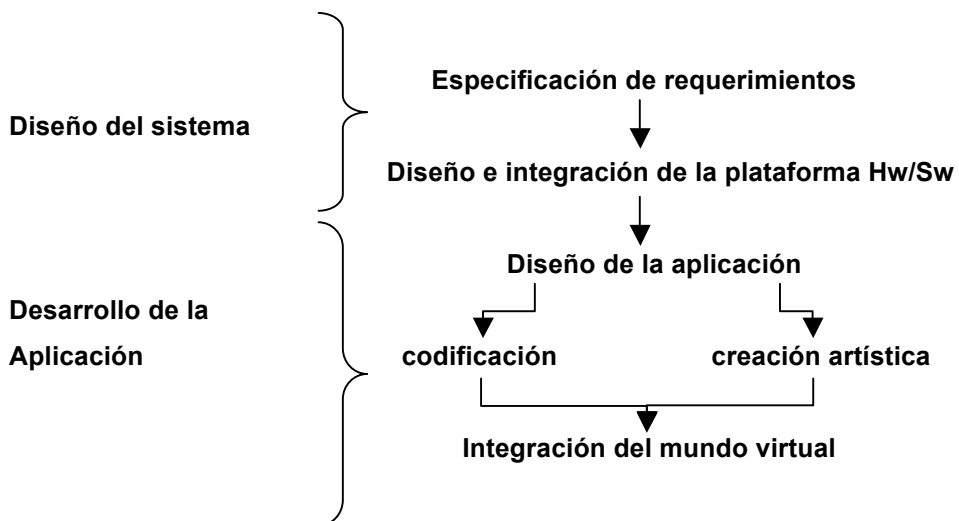 Especificación de requerimientos
Diseño del sistema
Diseño e integración de la plataforma Hw/Sw
Diseño de la aplicación
Desarrollo de la
Aplicación
codificación
creación artística
Integración del mundo virtual